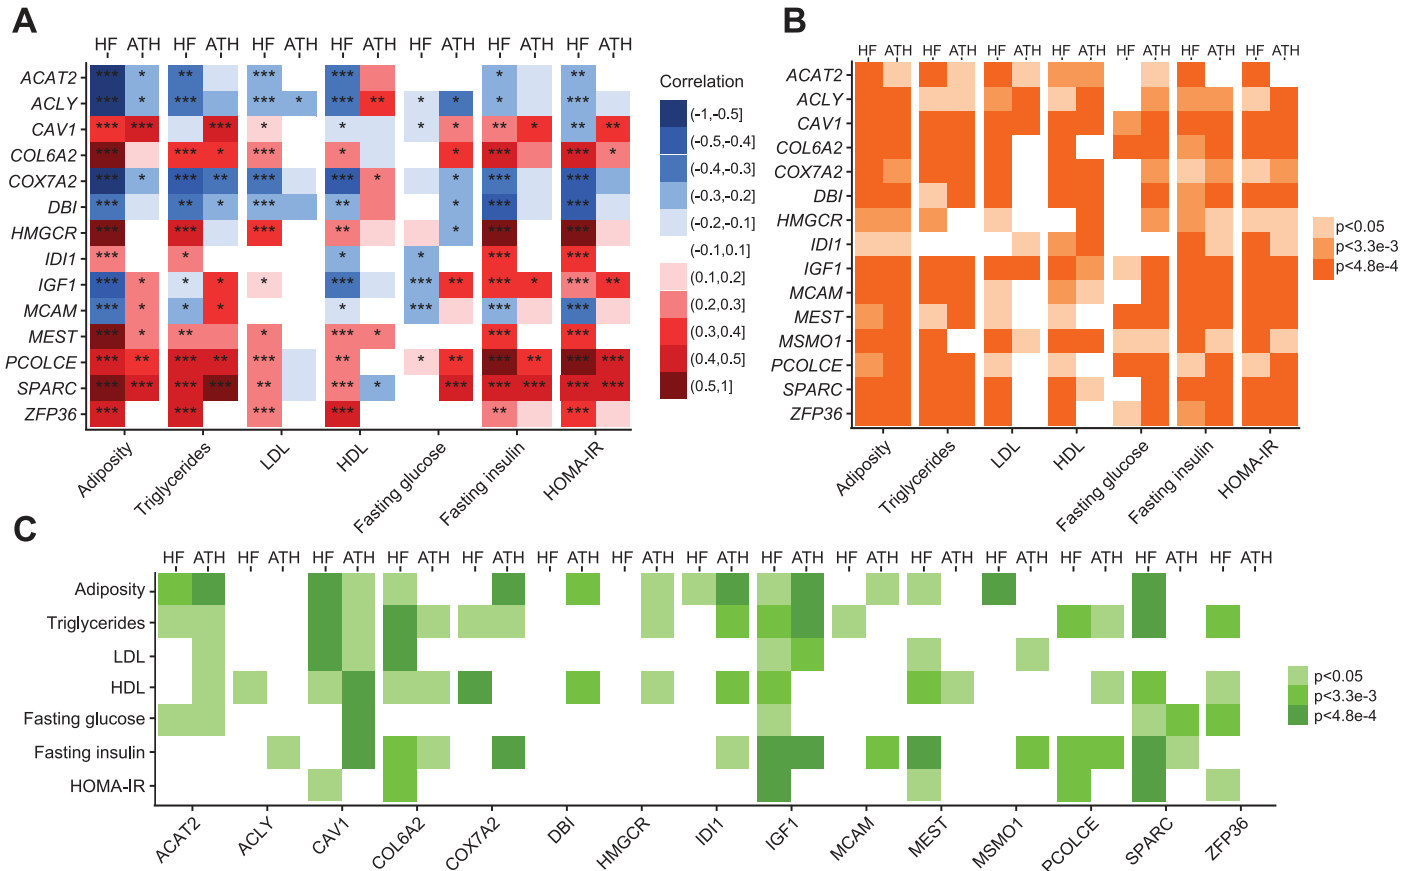 A
HF ATH HF ATH HF ATH HF ATH HF ATH HF ATH HF ATH
ACAT2 *** * ** *** *** * **
ACLY *** * *** *** * *** ** * * * ***
CAV1 *** *** *** * * * * ** * ** **
COL6A2 *** *** * *** * * *** *** *
COX7A2 *** * *** ** *** *** * * *** ***
DBI *** ** * *** ** * *** ***
HMGCR *** *** *** ** * *** ***
IDI1 *** * * * *** ***
IGF1 *** * * * * *** *** ** *** * *** **
MCAM *** * * * * *** *** ***
MEST *** * ** * *** * *** ***
PCOLCE *** ** *** ** *** ** * ** *** ** *** ***
SPARC *** *** *** *** ** *** * *** *** *** *** ***
ZFP36 *** *** *** *** ** ***
Adiposity
Triglycerides
LDL
HDL
Fasting glucose
Fasting insulin
HOMA-IR
Correlation
(-1,-0.5]
(-0.5,-0.4]
(-0.4,-0.3]
(-0.3,-0.2]
(-0.2,-0.1]
(-0.1,0.1]
(0.1,0.2]
(0.2,0.3]
(0.3,0.4]
(0.4,0.5]
(0.5,1]
B
HF ATH HF ATH HF ATH HF ATH HF ATH HF ATH HF ATH
ACAT2
ACLY
CAV1
COL6A2
COX7A2
DBI
HMGCR
IDI1
IGF1
MCAM
MEST
MSMO1
PCOLCE
SPARC
ZFP36
Adiposity
Triglycerides
LDL
HDL
Fasting glucose
Fasting insulin
HOMA-IR
p<0.05
p<3.3e-3
p<4.8e-4
C
HF ATH HF ATH HF ATH HF ATH HF ATH HF ATH HF ATH HF ATH HF ATH HF ATH HF ATH HF ATH HF ATH HF ATH HF ATH
Adiposity
Triglycerides
LDL
HDL
Fasting glucose
Fasting insulin
HOMA-IR
ACAT2
ACLY
CAV1
COL6A2
COX7A2
DBI
HMGCR
IDI1
IGF1
MCAM
MEST
MSMO1
PCOLCE
SPARC
ZFP36
p<0.05
p<3.3e-3
p<4.8e-4